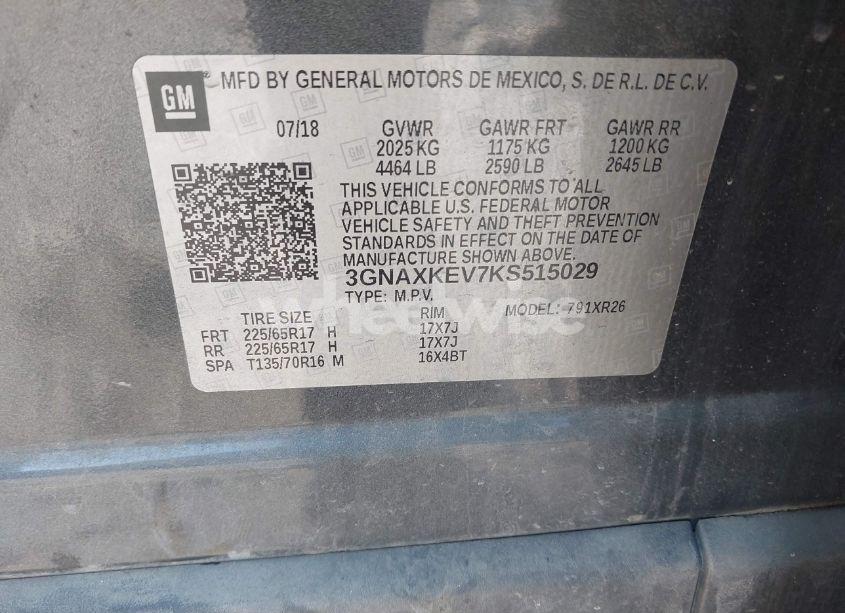 GM ® MFD BY GENERAL MOTORS DE MEXICO, S. DE R.L. DE C.V.
07/18 GVWR GAWR FRT GAWR RR
2025 KG 1175 KG 1200 KG
4464 LB 2590 LB 2645 LB
THIS VEHICLE CONFORMS TO ALL
APPLICABLE U.S. FEDERAL MOTOR
VEHICLE SAFETY AND THEFT PREVENTION
STANDARDS IN EFFECT ON THE DATE OF
MANUFACTURE SHOWN ABOVE.
3GNAXKEV7KS515029
TYPE: M.P.V. MODEL: 791XR26
wheelwise
TIRE SIZE RIM
FRT 225/65R17 H 17X7J
RR 225/65R17 H 17X7J
SPA T135/70R16 M 16X4BT